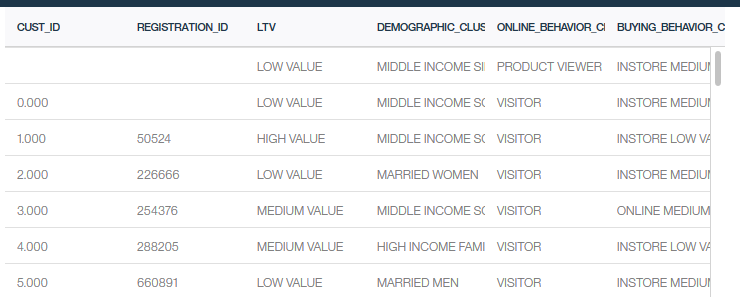 CUST_ID REGISTRATION_ID LTV DEMOGRAPHIC_CLUS ONLINE_BEHAVIOR_CL BUYING_BEHAVIOR_C
LOW VALUE MIDDLE INCOME SI PRODUCT VIEWER INSTORE MEDIUM
0.000 LOW VALUE MIDDLE INCOME SC VISITOR INSTORE MEDIUM
1.000 50524 HIGH VALUE MIDDLE INCOME SC VISITOR INSTORE LOW VA
2.000 226666 LOW VALUE MARRIED WOMEN VISITOR INSTORE MEDIUM
3.000 254376 MEDIUM VALUE MIDDLE INCOME SC VISITOR ONLINE MEDIUM
4.000 288205 MEDIUM VALUE HIGH INCOME FAMI VISITOR INSTORE LOW VA
5.000 660891 LOW VALUE MARRIED MEN VISITOR INSTORE MEDIUM